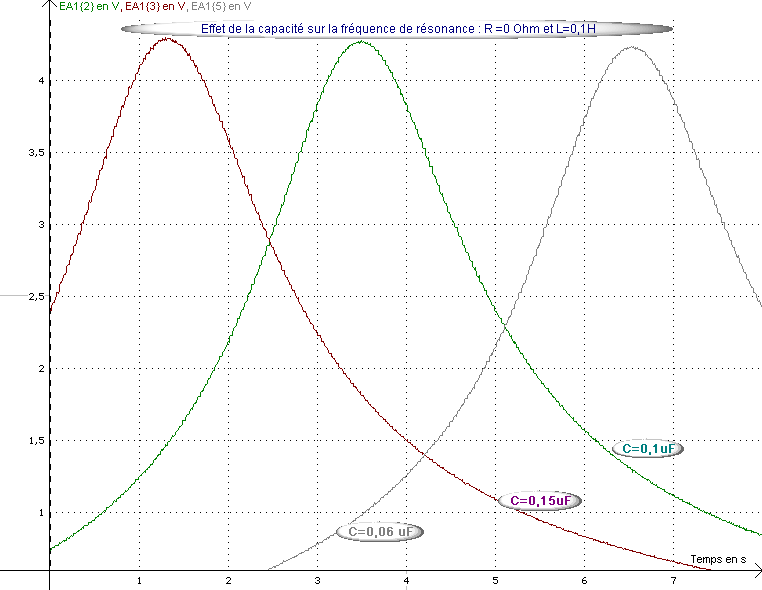 EA1{2} en V, EA1{3} en V, EA1{5} en V
Effet de la capacité sur la fréquence de résonance : R =0 Ohm et L=0,1H
4
3,5
3
2,5
2
1,5
1
C=0,1uF
C=0,15uF
C=0,06 uF
Temps en s
1 2 3 4 5 6 7